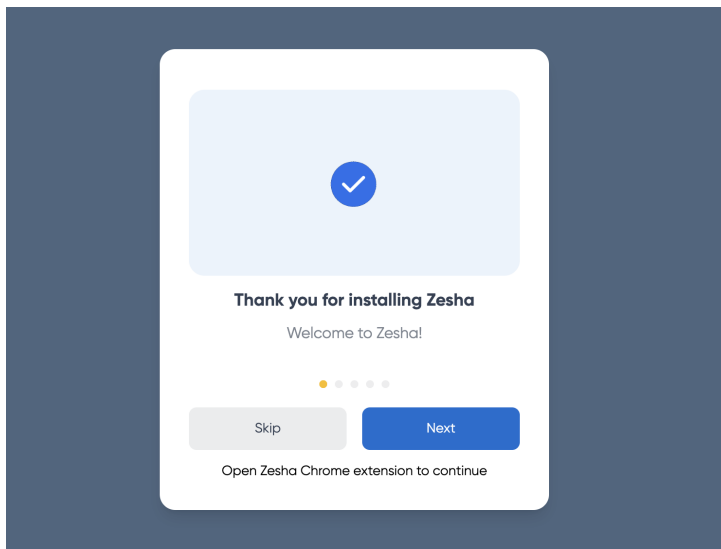 Thank you for installing Zesha
Welcome to Zesha!
Skip
Next
Open Zesha Chrome extension to continue